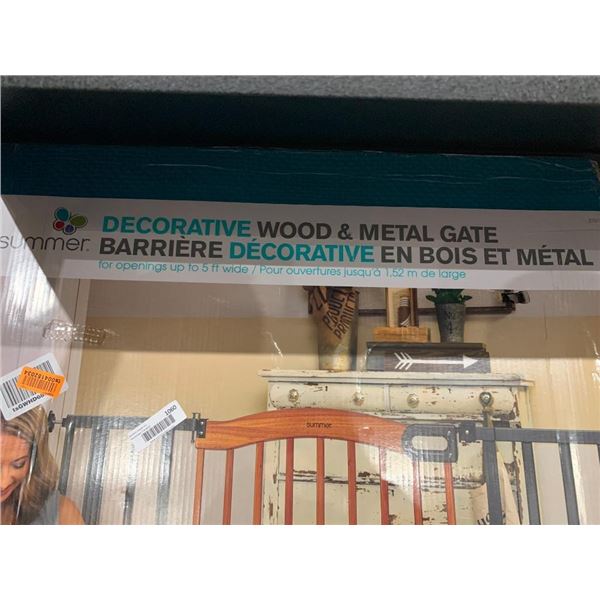 summer
DECORATIVE WOOD & METAL GATE
BARRIÈRE DÉCORATIVE EN BOIS ET MÉTAL
for openings up to 5 ft wide / Pour ouvertures jusqu'à 1,52 m de large
1060
summer